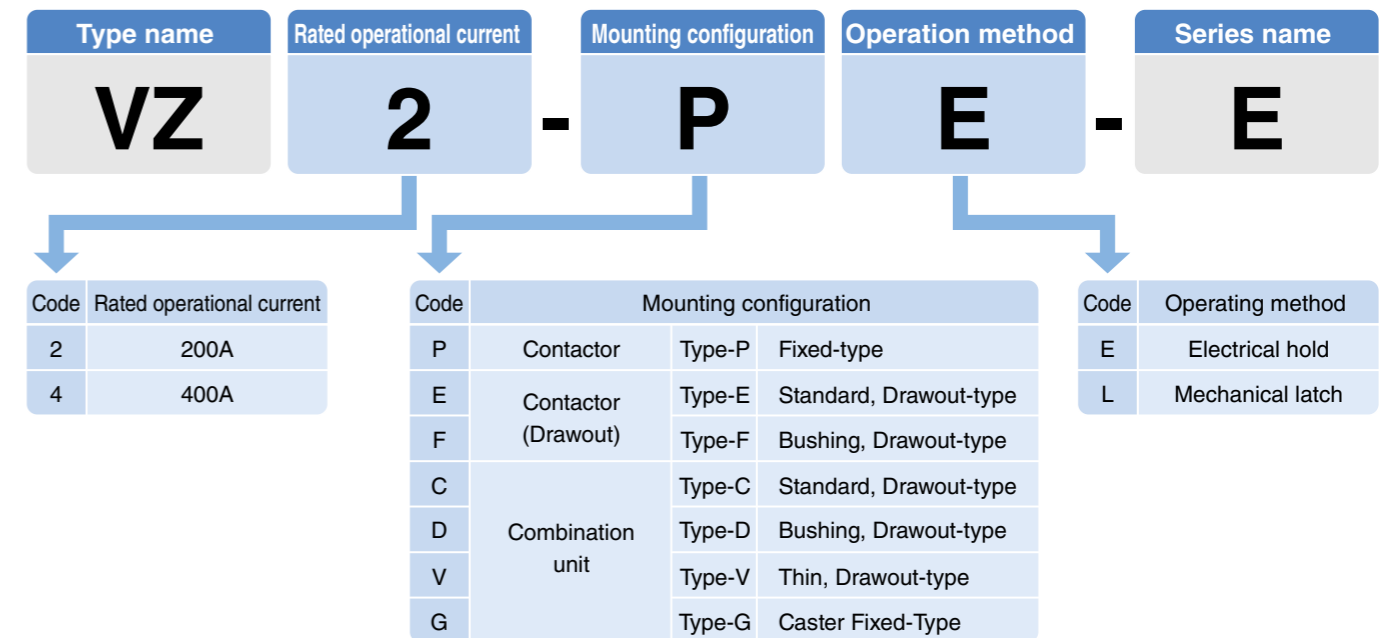 Type name Rated operational current Mounting configuration Operation method Series name
VZ 2 - P E - E
Code Rated operational current
2 200A
4 400A
Code Mounting configuration
P Contactor Type-P Fixed-type
E Contactor (Drawout) Type-E Standard, Drawout-type
F Type-F Bushing, Drawout-type
C Combination unit Type-C Standard, Drawout-type
D Type-D Bushing, Drawout-type
V Type-V Thin, Drawout-type
G Type-G Caster Fixed-Type
Code Operating method
E Electrical hold
L Mechanical latch